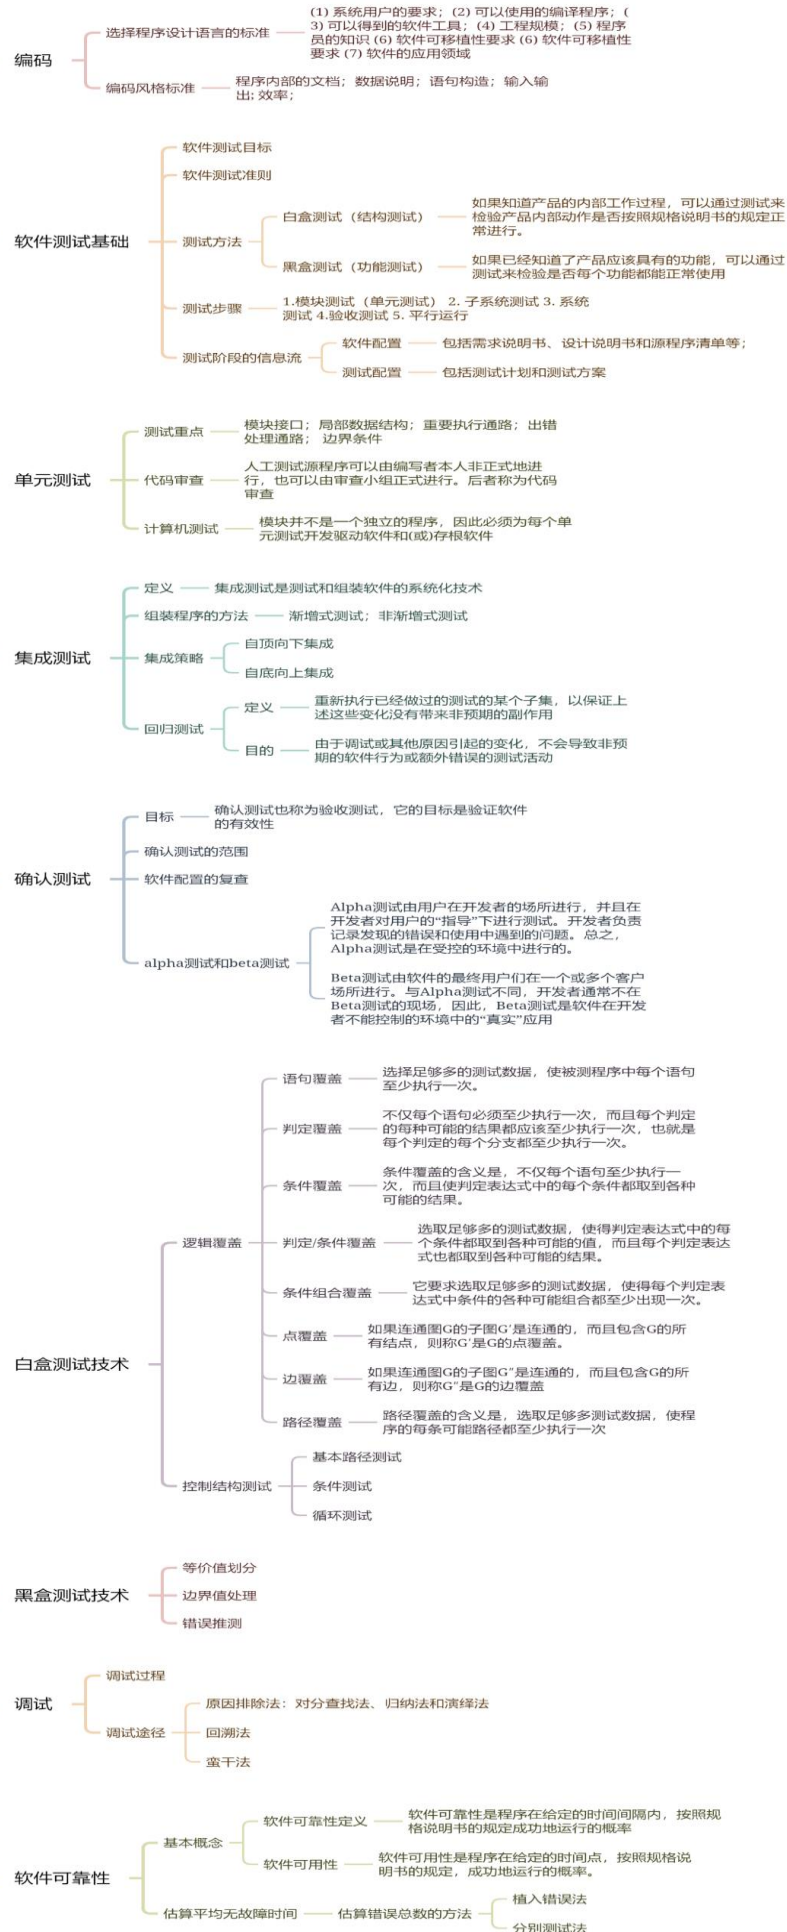 编码
选择程序设计语言的标准
(1) 系统用户的要求；(2) 可以使用的编译程序；(
3) 可以得到的软件工具；(4) 工程规模；(5) 程序
员的知识 (6) 软件可移植性要求 (6) 软件可移植性
要求 (7) 软件的应用领域
编码风格标准
程序内部的文档；数据说明；语句构造；输入输
出; 效率；
软件测试基础
软件测试目标
软件测试准则
测试方法
白盒测试（结构测试）
如果知道产品的内部工作过程，可以通过测试来
检验产品内部动作是否按照规格说明书的规定正
常进行。
黑盒测试（功能测试）
如果已经知道了产品应该具有的功能，可以通过
测试来检验是否每个功能都能正常使用
测试步骤
1.模块测试（单元测试） 2. 子系统测试 3. 系统
测试 4.验收测试 5. 平行运行
测试阶段的信息流
软件配置
包括需求说明书、设计说明书和源程序清单等；
测试配置
包括测试计划和测试方案
单元测试
测试重点
模块接口；局部数据结构；重要执行通路；出错
处理通路； 边界条件
代码审查
人工测试源程序可以由编写者本人非正式地进
行，也可以由审查小组正式进行。后者称为代码
审查
计算机测试
模块并不是一个独立的程序，因此必须为每个单
元测试开发驱动软件和(或)存根软件
集成测试
定义
集成测试是测试和组装软件的系统化技术
组装程序的方法
渐增式测试；非渐增式测试
集成策略
自顶向下集成
自底向上集成
回归测试
定义
重新执行已经做过的测试的某个子集，以保证上
述这些变化没有带来非预期的副作用
目的
由于调试或其他原因引起的变化，不会导致非预
期的软件行为或额外错误的测试活动
确认测试
目标
确认测试也称为验收测试，它的目标是验证软件
的有效性
确认测试的范围
软件配置的复查
alpha测试和beta测试
Alpha测试由用户在开发者的场所进行，并且在
开发者对用户的“指导”下进行测试。开发者负责
记录发现的错误和使用中遇到的问题。总之，
Alpha测试是在受控的环境中进行的。
Beta测试由软件的最终用户们在一个或多个客户
场所进行。与Alpha测试不同，开发者通常不在
Beta测试的现场，因此，Beta测试是软件在开发
者不能控制的环境中的“真实”应用
白盒测试技术
逻辑覆盖
语句覆盖
选择足够多的测试数据，使被测程序中每个语句
至少执行一次。
判定覆盖
不仅每个语句必须至少执行一次，而且每个判定
的每种可能的结果都应该至少执行一次，也就是
每个判定的每个分支都至少执行一次。
条件覆盖
条件覆盖的含义是，不仅每个语句至少执行一
次，而且使判定表达式中的每个条件都取到各种
可能的结果。
判定/条件覆盖
选取足够多的测试数据，使得判定表达式中的每
个条件都取到各种可能的值，而且每个判定表达
式也都取到各种可能的结果。
条件组合覆盖
它要求选取足够多的测试数据，使得每个判定表
达式中条件的各种可能组合都至少出现一次。
点覆盖
如果连通图G的子图G′是连通的，而且包含G的所
有结点，则称G′是G的点覆盖。
边覆盖
如果连通图G的子图G″是连通的，而且包含G的所
有边，则称G″是G的边覆盖
路径覆盖
路径覆盖的含义是，选取足够多测试数据，使程
序的每条可能路径都至少执行一次
控制结构测试
基本路径测试
条件测试
循环测试
黑盒测试技术
等价值划分
边界值处理
错误推测
调试
调试过程
调试途径
原因排除法：对分查找法、归纳法和演绎法
回溯法
蛮干法
软件可靠性
基本概念
软件可靠性定义
软件可靠性是程序在给定的时间间隔内，按照规
格说明书的规定成功地运行的概率
软件可用性
软件可用性是程序在给定的时间点，按照规格说
明书的规定，成功地运行的概率。
估算平均无故障时间
估算错误总数的方法
植入错误法
分别测试法